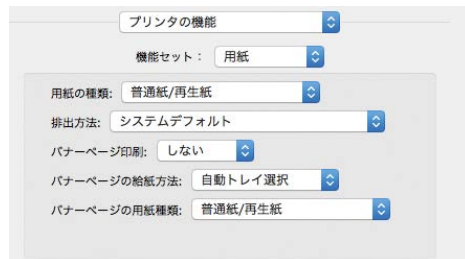 プリンタの機能
機能セット： 用紙
用紙の種類: 普通紙/再生紙
排出方法: システムデフォルト
バナーページ印刷: しない
バナーページの給紙方法: 自動トレイ選択
バナーページの用紙種類: 普通紙/再生紙